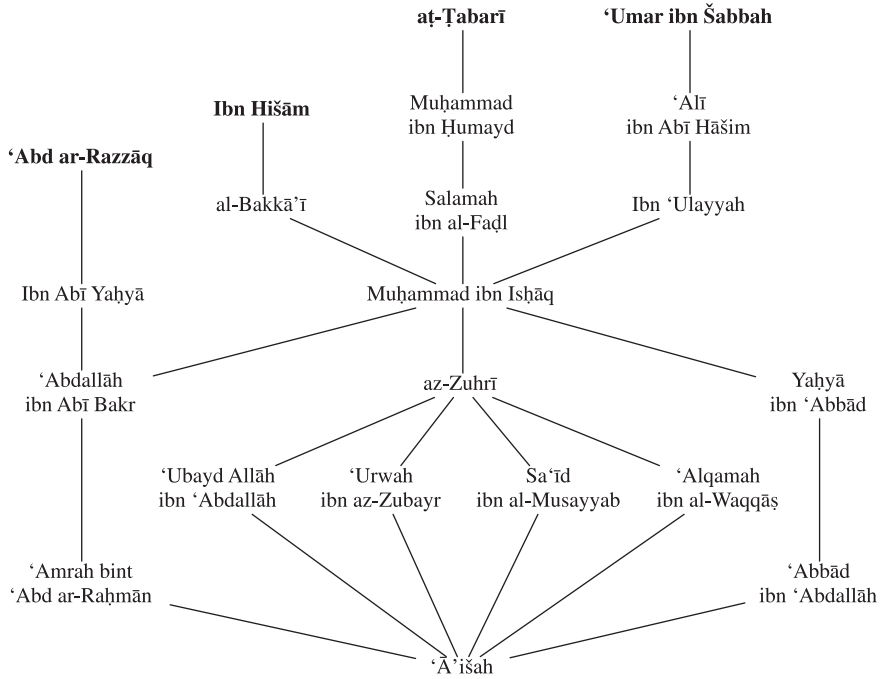 aṭ-Ṭabarī
‘Umar ibn Šabbah
Ibn Hišām
Muḥammad
ibn Ḥumayd
‘Alī
ibn Abī Hāšim
‘Abd ar-Razzāq
al-Bakkā’ī
Salamah
ibn al-Faḍl
Ibn ‘Ulayyah
Ibn Abī Yaḥyā
Muḥammad ibn Isḥāq
‘Abdallāh
ibn Abī Bakr
az-Zuhrī
Yaḥyā
ibn ‘Abbād
‘Ubayd Allāh
ibn ‘Abdallāh
‘Urwah
ibn az-Zubayr
Sa‘īd
ibn al-Musayyab
‘Alqamah
ibn al-Waqqāṣ
‘Amrah bint
‘Abd ar-Raḥmān
‘Abbād
ibn ‘Abdallāh
‘Ā’išah